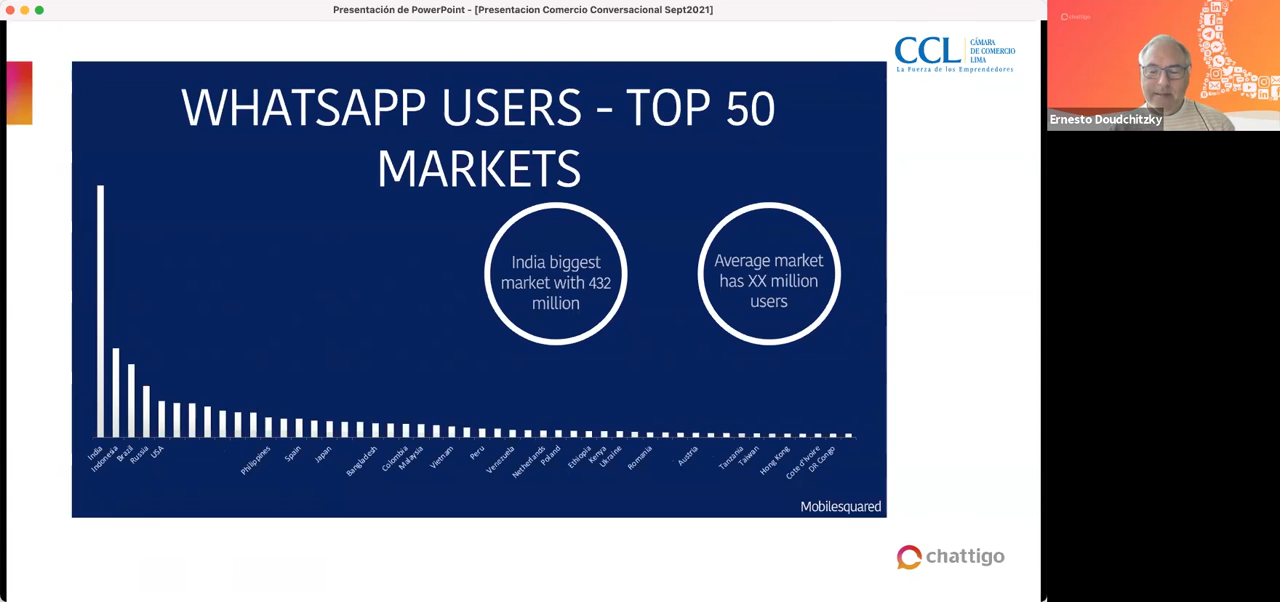 Presentación de PowerPoint - [Presentacion Comercio Conversacional Sept2021]
CCL
CÁMARA
DE COMERCIO
LIMA
La Fuerza de los Emprendedores
chattigo
Ernesto Doudchitzky
WHATSAPP USERS - TOP 50
MARKETS
India biggest
market with 432
million
Average market
has XX million
users
India
Indonesia
Brazil
Russia
USA
Philippines
Spain
Japan
Bangladesh
Colombia
Malaysia
Vietnam
Peru
Venezuela
Netherlands
Poland
Ethiopia
Kenya
Ukraine
Romania
Austria
Tanzania
Taiwan
Hong Kong
Cote d'Ivoire
DR Congo
Mobilesquared
chattigo